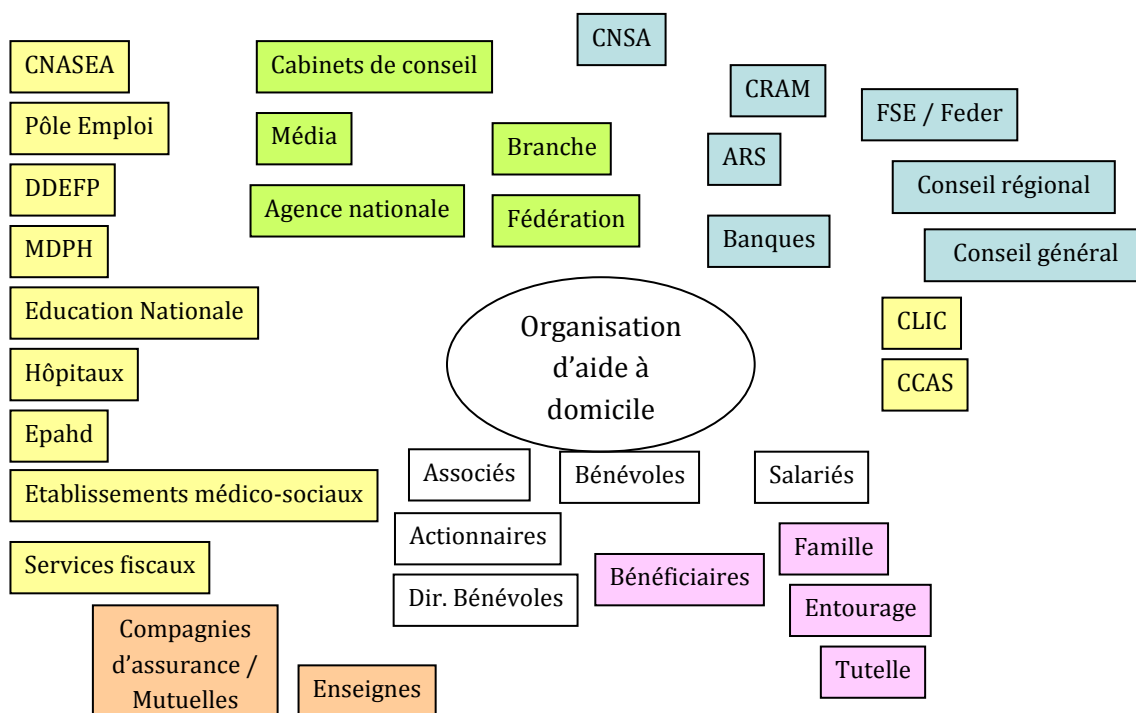 CNSA
CNASEA
Cabinets de conseil
CRAM
FSE / Feder
Pôle Emploi
Média
Branche
ARS
DDEFP
Conseil régional
Agence nationale
Fédération
MDPH
Banques
Conseil général
Education Nationale
CLIC
Organisation
d’aide à
domicile
Hôpitaux
CCAS
Epahd
Associés
Bénévoles
Salariés
Etablissements médico-sociaux
Actionnaires
Famille
Services fiscaux
Bénéficiaires
Dir. Bénévoles
Entourage
Compagnies
d’assurance /
Mutuelles
Tutelle
Enseignes